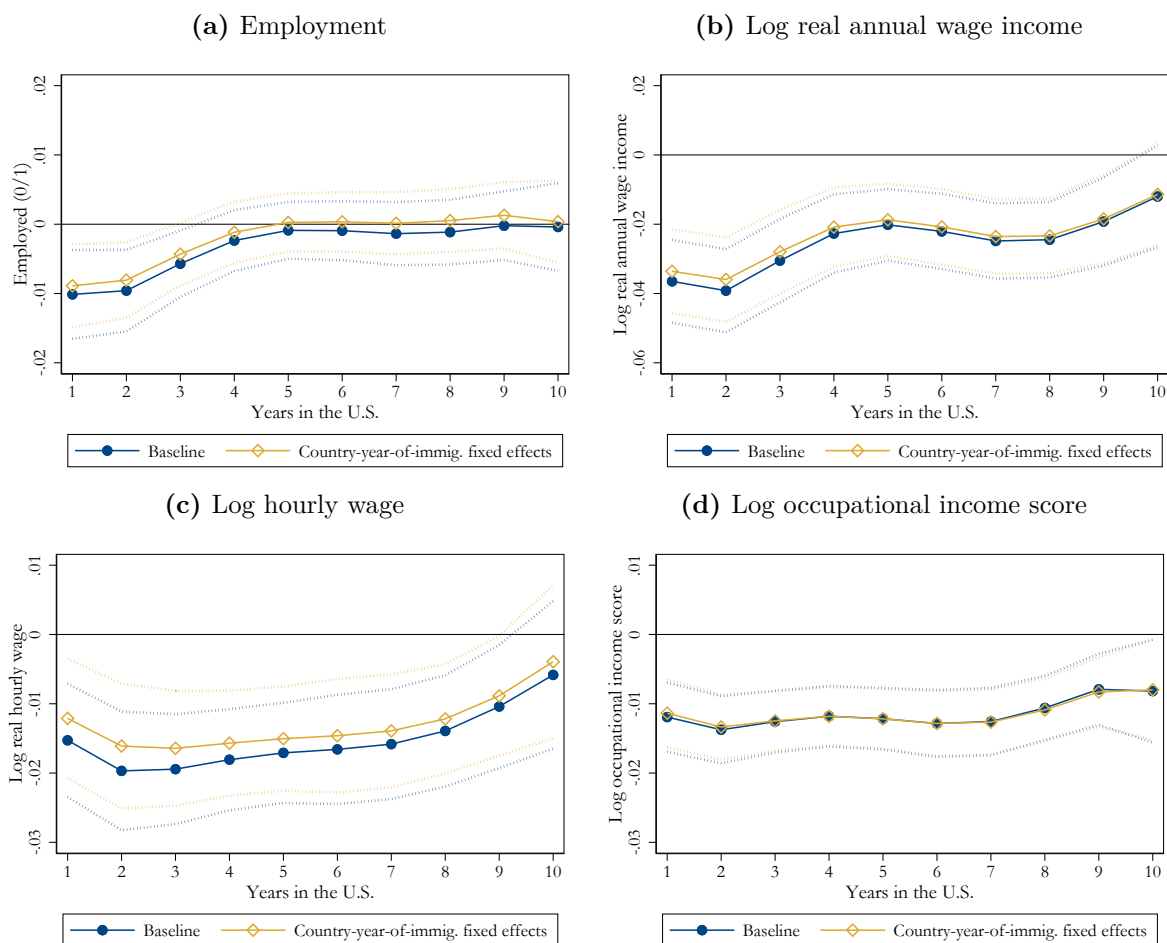 (a) Employment
Employed (0/1)
.02
.01
0
-.01
-.02
1 2 3 4 5 6 7 8 9 10
Years in the U.S.
Baseline Country-year-of-immig. fixed effects
(b) Log real annual wage income
Log real annual wage income
.02
0
-.02
-.04
-.06
1 2 3 4 5 6 7 8 9 10
Years in the U.S.
Baseline Country-year-of-immig. fixed effects
(c) Log hourly wage
Log real hourly wage
.01
0
-.01
-.02
-.03
1 2 3 4 5 6 7 8 9 10
Years in the U.S.
Baseline Country-year-of-immig. fixed effects
(d) Log occupational income score
Log occupational income score
.01
0
-.01
-.02
-.03
1 2 3 4 5 6 7 8 9 10
Years in the U.S.
Baseline Country-year-of-immig. fixed effects